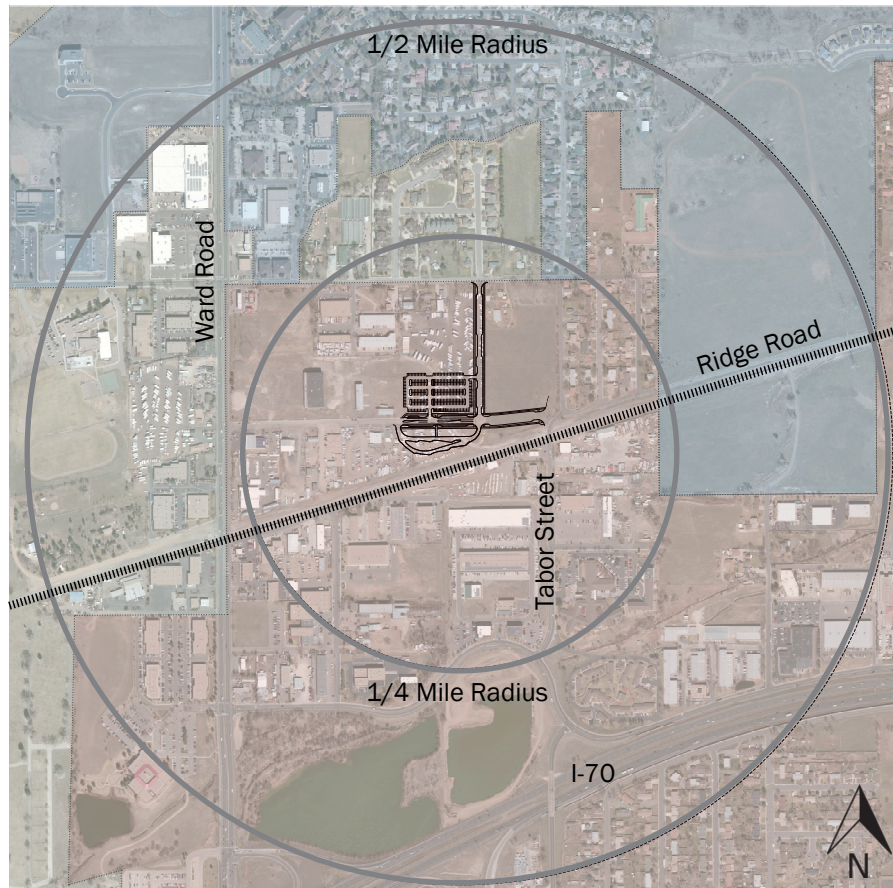 1/2 Mile Radius
Ward Road
Ridge Road
Tabor Street
1/4 Mile Radius
I-70
N